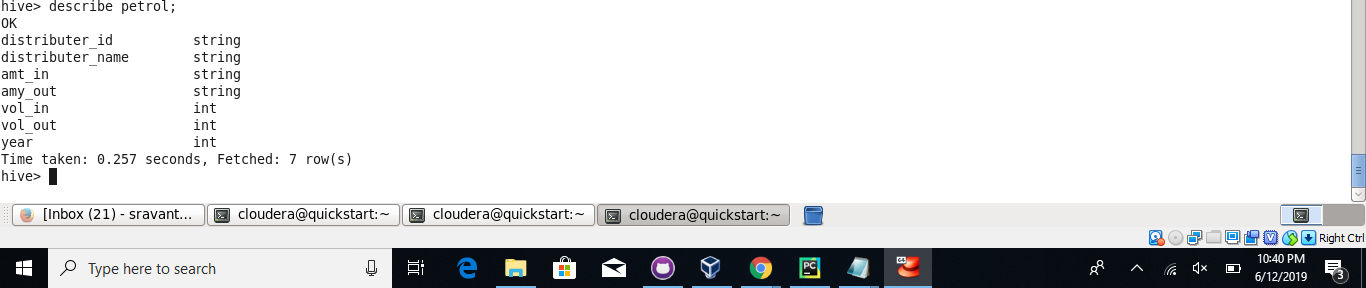 hive> describe petrol;
OK
distributer_id string
distributer_name string
amt_in string
amy_out string
vol_in int
vol_out int
year int
Time taken: 0.257 seconds, Fetched: 7 row(s)
hive>
[Inbox (21) - sravant... cloudera@quickstart:~ cloudera@quickstart:~ cloudera@quickstart:~
Right Ctrl
Type here to search
10:40 PM
6/12/2019
3